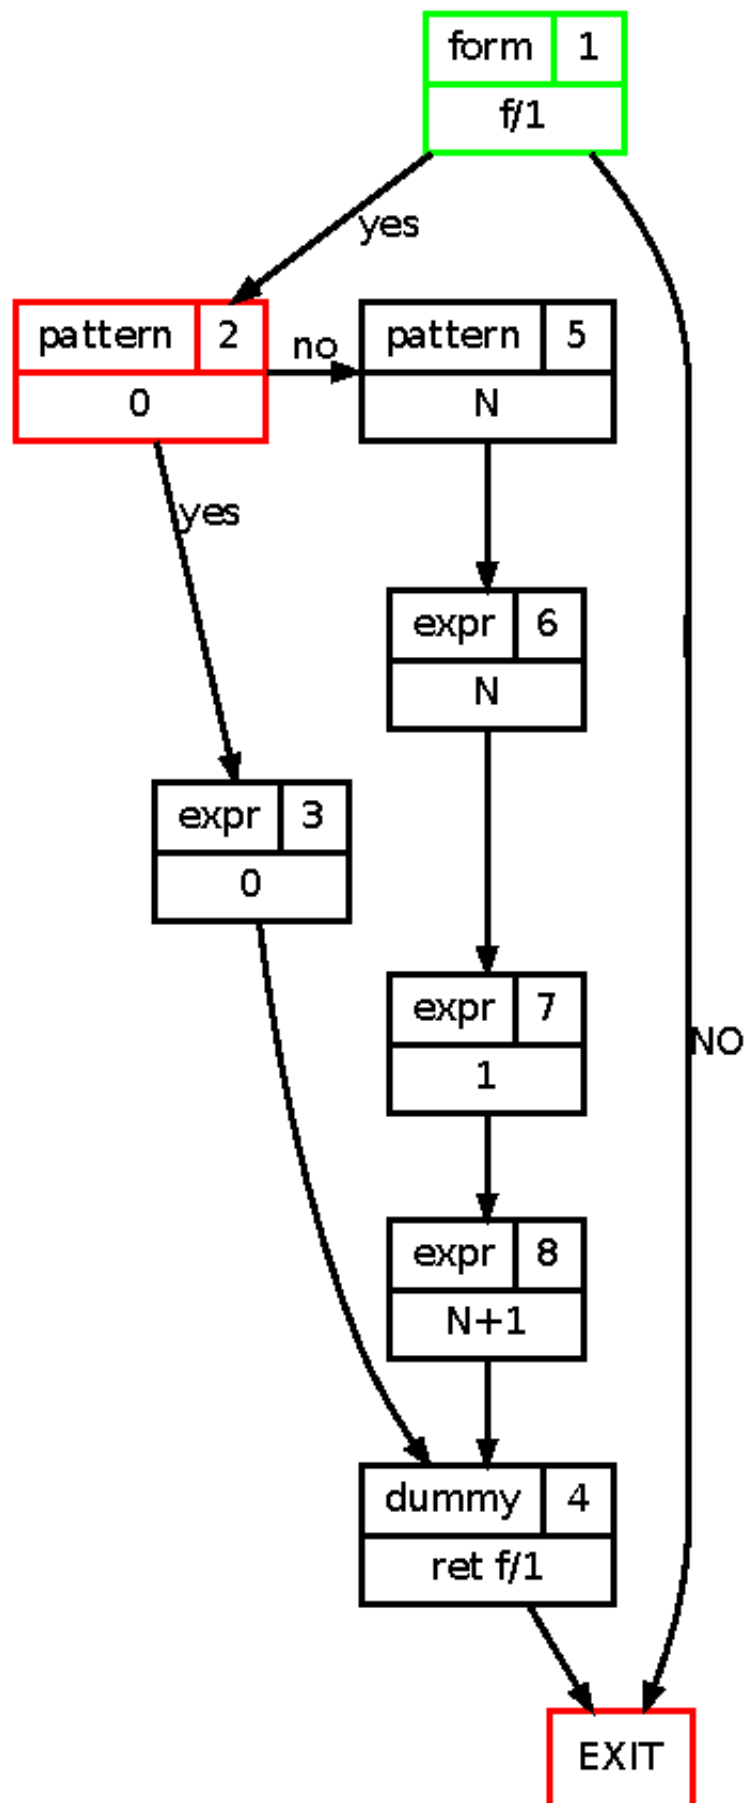 form 1
f/1
yes
pattern 2
0
no
pattern 5
N
yes
expr 6
N
expr 3
0
expr 7
1
NO
expr 8
N+1
dummy 4
ret f/1
EXIT